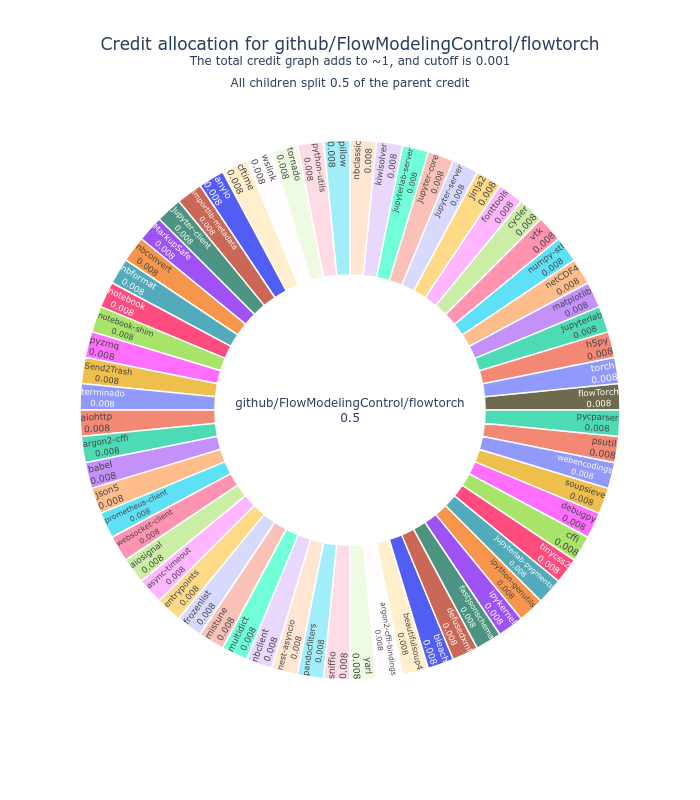 Credit allocation for github/FlowModelingControl/flowtorch
The total credit graph adds to ~1, and cutoff is 0.001
All children split 0.5 of the parent credit
github/FlowModelingControl/flowtorch
0.5
flowTorch
0.008
torch
0.008
h5py
0.008
jupyterlab
0.008
matplotlib
0.008
netCDF4
0.008
numpy-stl
0.008
vtk
0.008
cycler
0.008
fonttools
0.008
Jinja2
0.008
jupyter-server
0.008
jupyter-core
0.008
jupyterlab-server
0.008
kiwisolver
0.008
nbclassic
0.008
pillow
0.008
python-utils
0.008
tornado
0.008
wslink
0.008
cftime
0.008
anyio
0.008
importlib-metadata
0.008
jupyter-client
0.008
MarkupSafe
0.008
nbconvert
0.008
nbformat
0.008
notebook
0.008
notebook-shim
0.008
pyzmq
0.008
Send2Trash
0.008
terminado
0.008
aiohttp
0.008
argon2-cffi
0.008
babel
0.008
json5
0.008
prometheus-client
0.008
websocket-client
0.008
aiosignal
0.008
async-timeout
0.008
entrypoints
0.008
frozenlist
0.008
mistune
0.008
multidict
0.008
nbclient
0.008
nest-asyncio
0.008
pandocfilters
0.008
sniffio
0.008
yarl
0.008
argon2-cffi-bindings
0.008
beautifulsoup4
0.008
bleach
0.008
defusedxml
0.008
fastjsonschema
0.008
ipykernel
0.008
ipython-genutils
0.008
jupyterlab-pygments
0.008
tinycss2
0.008
cffi
0.008
debugpy
0.008
soupsieve
0.008
webencodings
0.008
psutil
0.008
pycparser
0.008